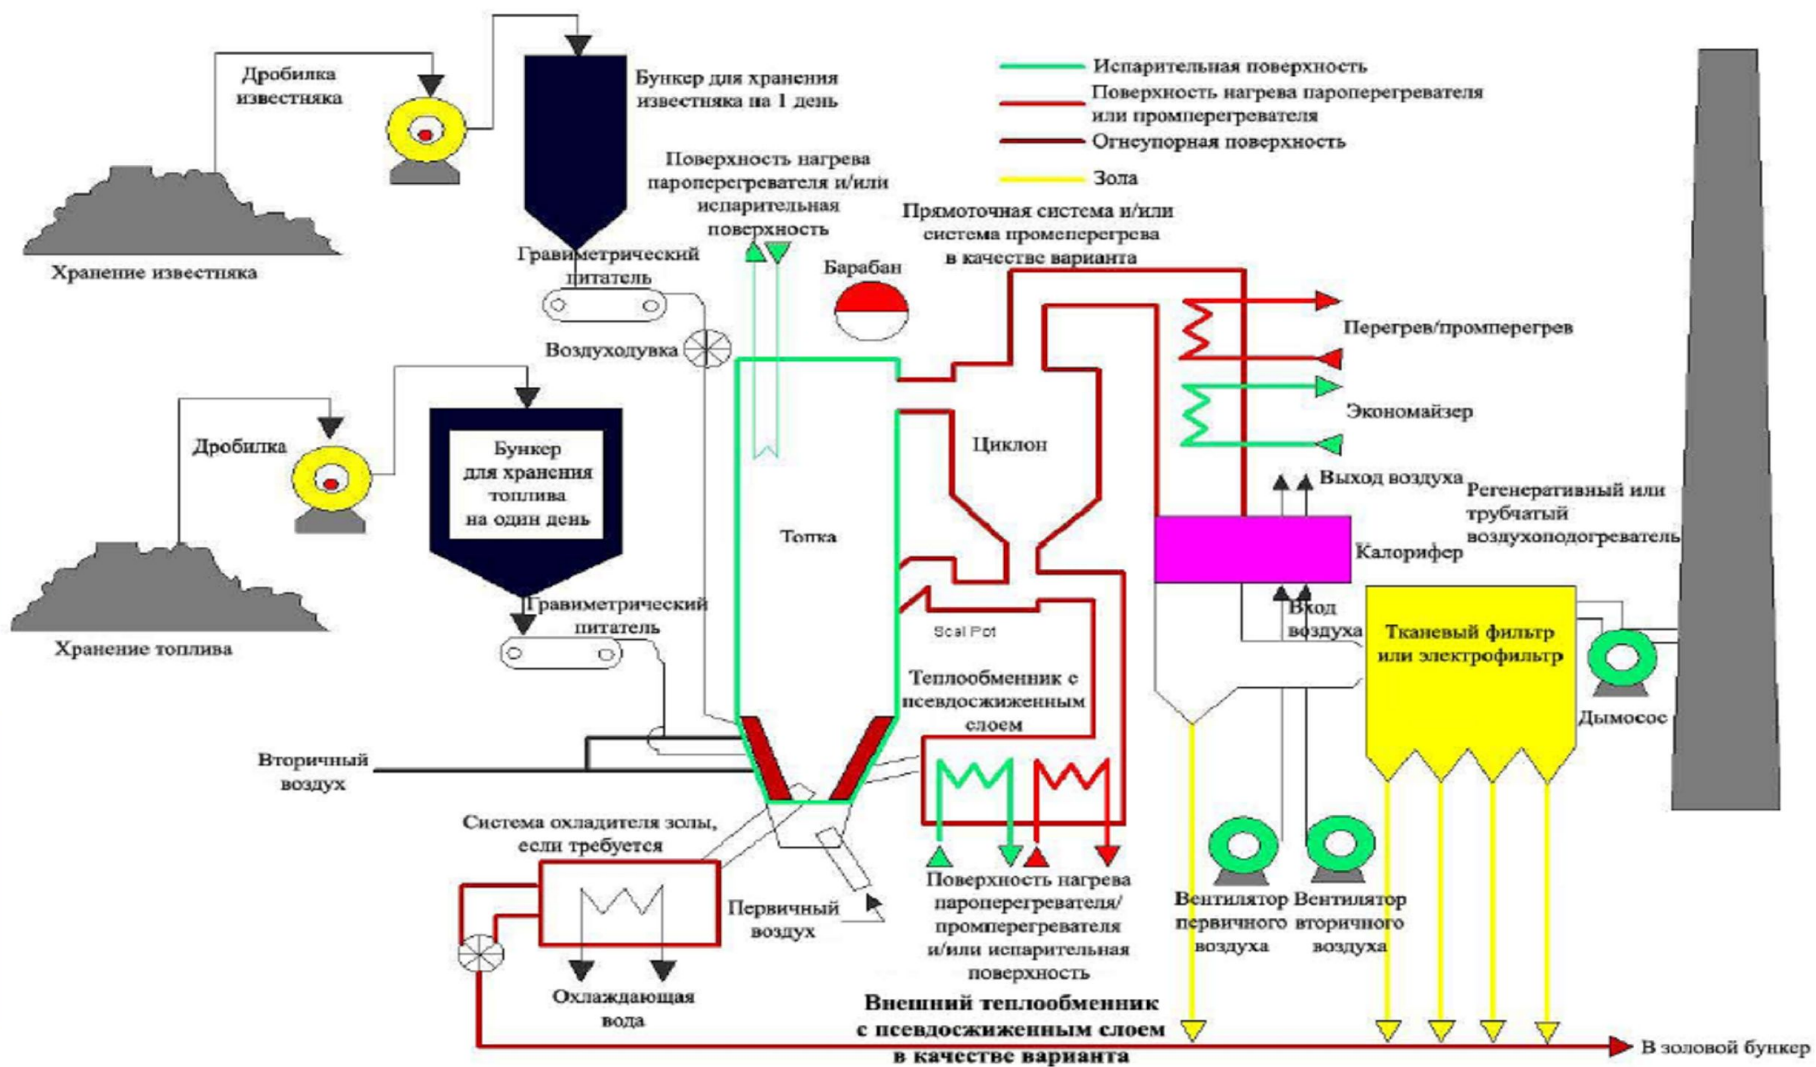 Дробилка
известняка
Бункер для хранения
известняка на 1 день
Хранение известняка
Гравиметрический
питатель
Воздуходувка
Поверхность нагрева
пароперегревателя и/или
испарительная
поверхность
Барабан
Испарительная поверхность
Поверхность нагрева пароперегревателя
или промперегревателя
Огнеупорная поверхность
Зола
Прямоточная система и/или
система промеперегрева
в качестве варианта
Перегрев/промперегрев
Экономайзер
Выход воздуха
Регенеративный или
трубчатый
воздухоподогреватель
Калорифер
Вход
воздуха
Тканевый фильтр
или электрофильтр
Дымосос
Дробилка
Бункер
для хранения
топлива
на один день
Хранение топлива
Гравиметрический
питатель
Топка
Циклон
Scal Pot
Теплообменник с
псевдосжиженным
слоем
Вторичный
воздух
Система охладителя золы,
если требуется
Первичный
воздух
Охлаждающая
вода
Поверхность нагрева
пароперегревателя/
промперегревателя
и/или испарительная
поверхность
Внешний теплообменник
с псевдосжиженным слоем
в качестве варианта
Вентилятор
первичного
воздуха
Вентилятор
вторичного
воздуха
В золовой бункер